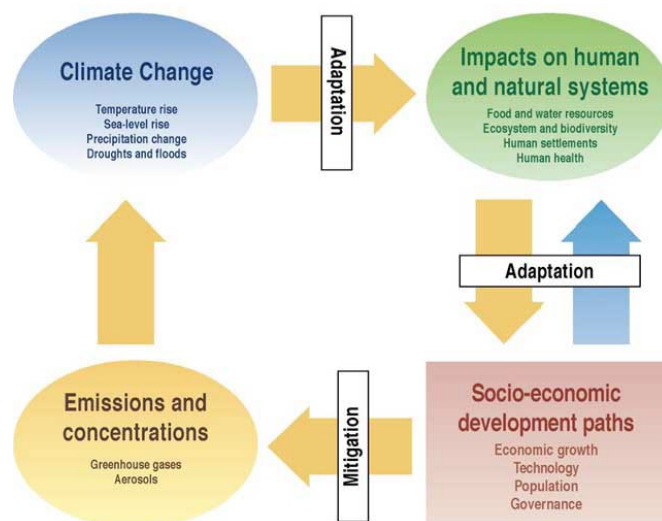 Climate Change
Temperature rise
Sea-level rise
Precipitation change
Droughts and floods
Adaptation
Impacts on human
and natural systems
Food and water resources
Ecosystem and biodiversity
Human settlements
Human health
Adaptation
Emissions and
concentrations
Greenhouse gases
Aerosols
Mitigation
Socio-economic
development paths
Economic growth
Technology
Population
Governance